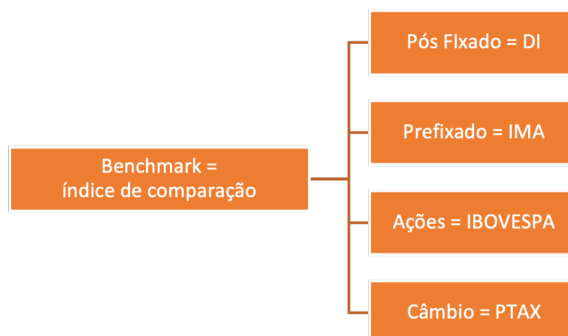 Pós FIxado = DI
Prefixado = IMA
Benchmark =
índice de comparação
Ações = IBOVESPA
Câmbio = PTAX